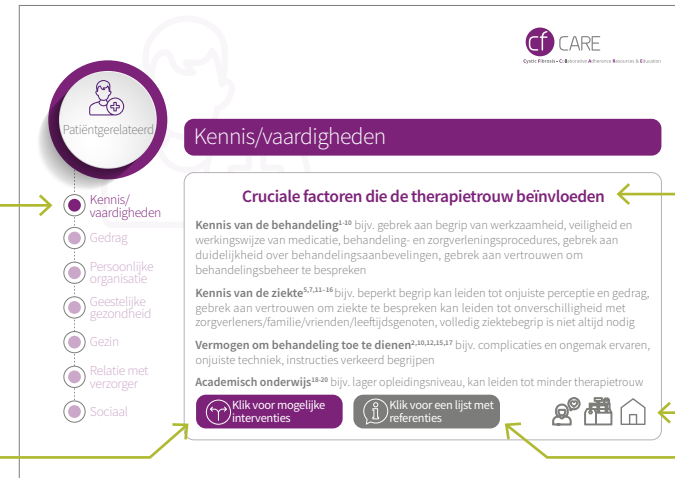 cf CARE
Cystic Fibrosis – CollAborative Adherence Resources & Education
Patiëntgerelateerd
Kennis/vaardigheden
Kennis/
vaardigheden
Gedrag
Persoonlijke
organisatie
Geestelijke
gezondheid
Gezin
Relatie met
verzorger
Sociaal
Cruciale factoren die de therapietrouw beïnvloeden
Kennis van de behandeling1-10 bijv. gebrek aan begrip van werkzaamheid, veiligheid en
werkingswijze van medicatie, behandeling- en zorgverleningsprocedures, gebrek aan
duidelijkheid over behandelingsaanbevelingen, gebrek aan vertrouwen om
behandelingsbeheer te bespreken
Kennis van de ziekte5,7,11–16 bijv. beperkt begrip kan leiden tot onjuiste perceptie en gedrag,
gebrek aan vertrouwen om ziekte te bespreken kan leiden tot onverschilligheid met
zorgverleners/familie/vrienden/leeftijdsgenoten, volledig ziektebegrip is niet altijd nodig
Vermogen om behandeling toe te dienen2,10,12,15,17 bijv. complicaties en ongemak ervaren,
onjuiste techniek, instructies verkeerd begrijpen
Academisch onderwijs18-20 bijv. lager opleidingsniveau, kan leiden tot minder therapietrouw
Klik voor mogelijke
interventies
Klik voor een lijst met
referenties